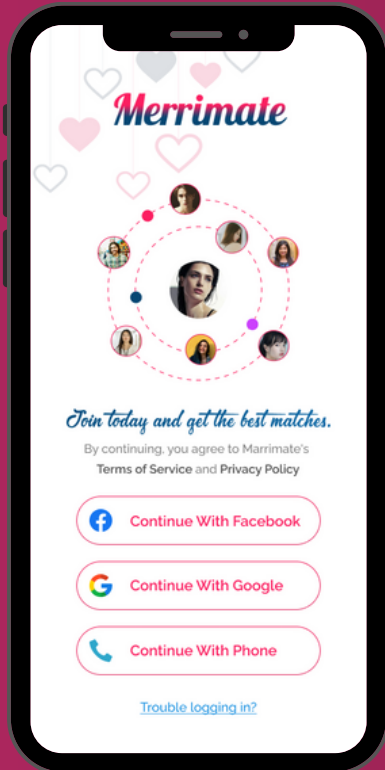 Merrimate
Join today and get the best matches.
By continuing, you agree to Marrimate's
Terms of Service and Privacy Policy
Continue With Facebook
Continue With Google
Continue With Phone
Trouble logging in?